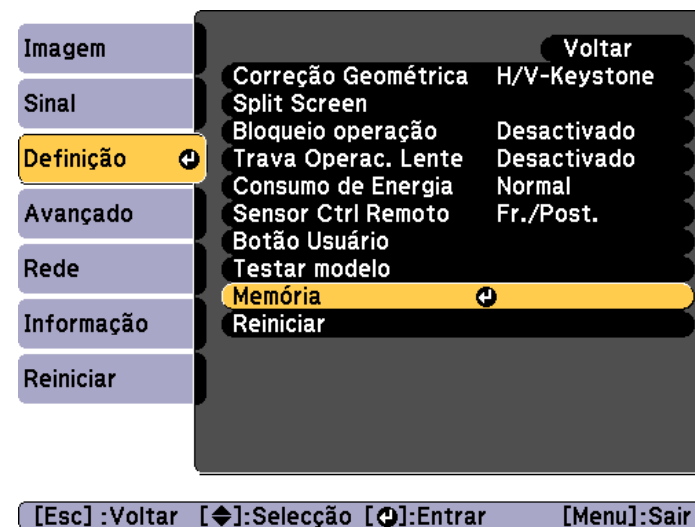 Imagem
Sinal
Definição
Avançado
Rede
Informação
Reiniciar
Voltar
Correção Geométrica H/V-Keystone
Split Screen
Bloqueio operação Desactivado
Trava Operac. Lente Desactivado
Consumo de Energia Normal
Sensor Ctrl Remoto Fr./Post.
Botão Usuário
Testar modelo
Memória
Reiniciar
[Esc] :Voltar [◆]:Selecção [⏎]:Entrar [Menu]:Sair